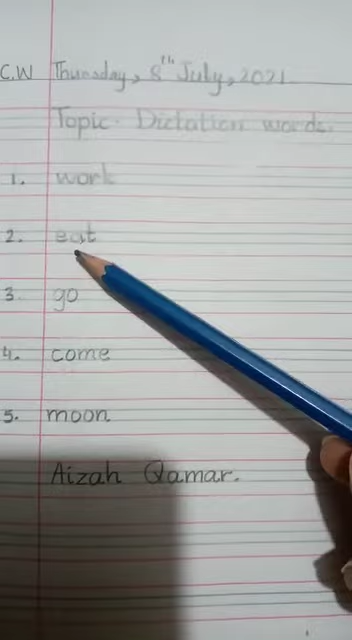 C.W Thursday, 8th July, 2021.
Topic. Dictation words.
1. work
2. eat
3. go
4. come
5. moon
Aizah Qamar.